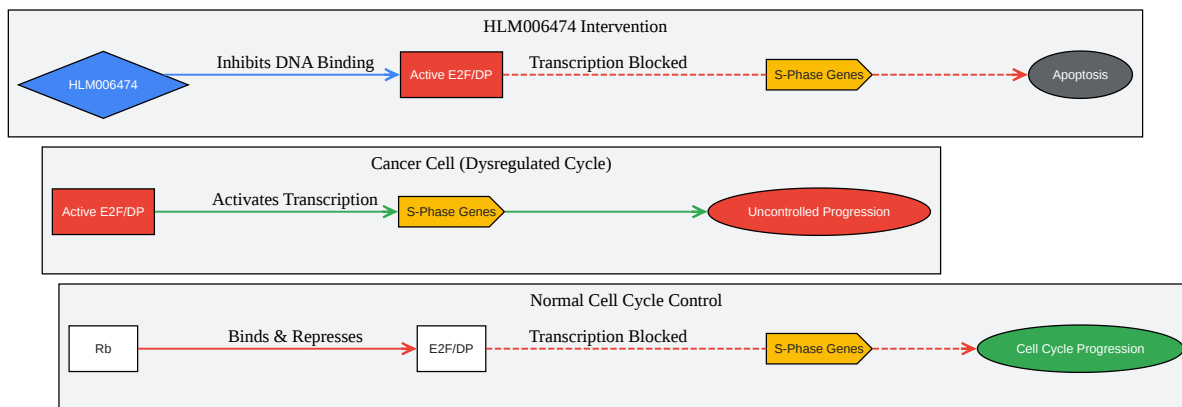 HLM006474 Intervention
HLM006474
Inhibits DNA Binding
Active E2F/DP
Transcription Blocked
S-Phase Genes
Apoptosis
Cancer Cell (Dysregulated Cycle)
Active E2F/DP
Activates Transcription
S-Phase Genes
Uncontrolled Progression
Normal Cell Cycle Control
Rb
Binds & Represses
E2F/DP
Transcription Blocked
S-Phase Genes
Cell Cycle Progression